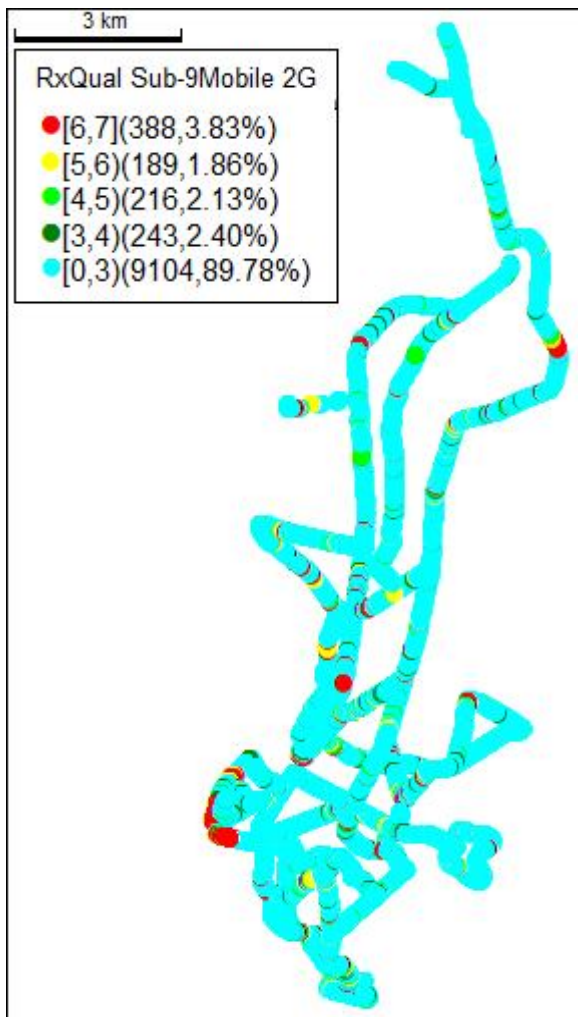 3 km
RxQual Sub-9Mobile 2G
[6,7](388,3.83%)
[5,6)(189,1.86%)
[4,5)(216,2.13%)
[3,4)(243,2.40%)
[0,3)(9104,89.78%)